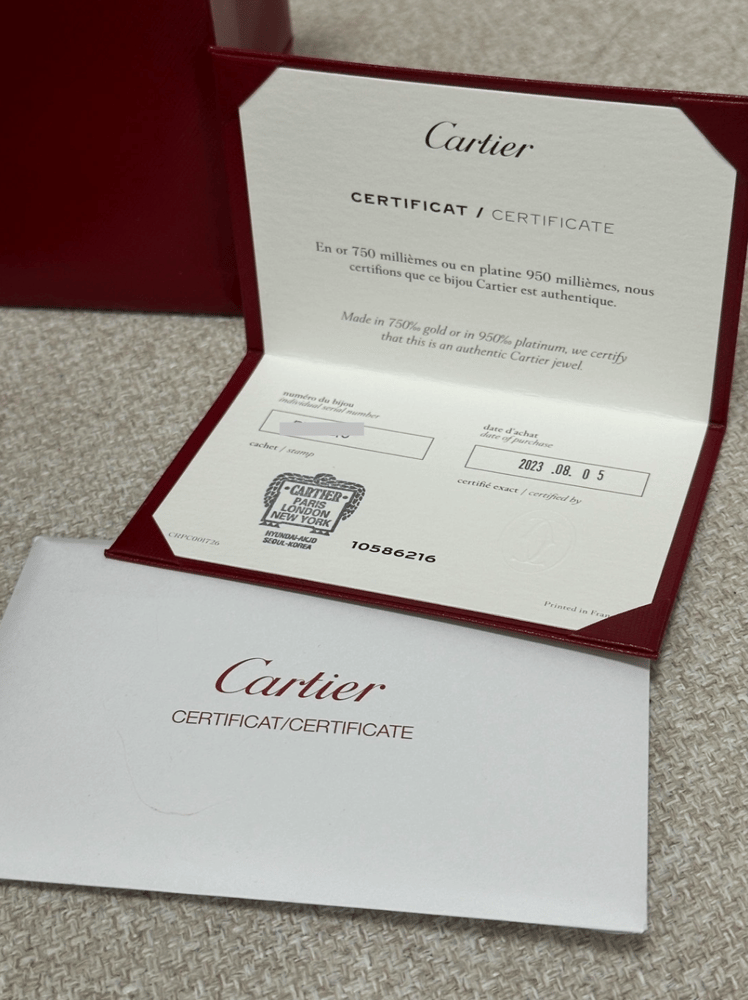 Cartier
CERTIFICAT / CERTIFICATE
En or 750 millièmes ou en platine 950 millièmes, nous
certifions que ce bijou Cartier est authentique.
Made in 750‰ gold or in 950‰ platinum, we certify
that this is an authentic Cartier jewel.
numéro du bijou
individual serial number
date d'achat
date of purchase
2023 .08. 0 5
cachet / stamp
certifié exact / certified by
CARTIER
PARIS
LONDON
NEW YORK
HYUNDAI-AKJO
SEOUL-KOREA
10586216
CRPC001726
Printed in
Cartier
CERTIFICAT/CERTIFICATE